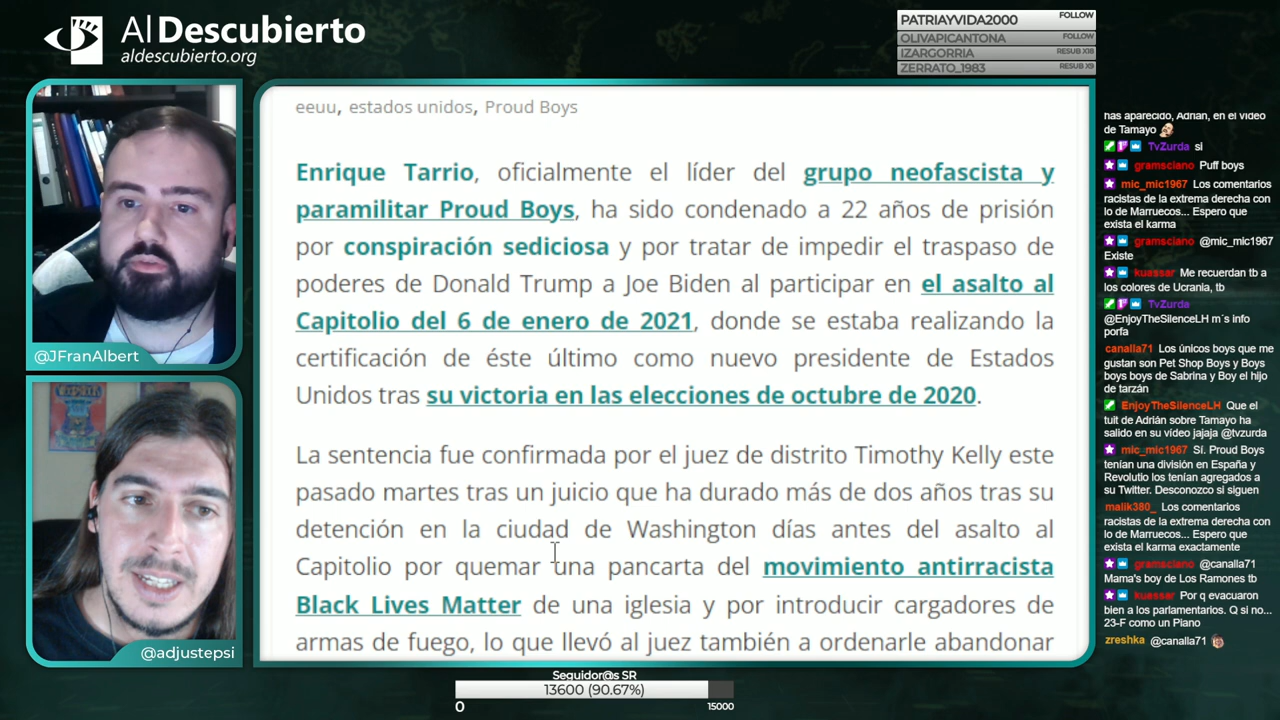 Al Descubierto
aldescubierto.org
PATRIAYVIDA2000 FOLLOW
OLIVAPICANTONA FOLLOW
IZARGORRIA RESUB X18
ZERRATO_1983 RESUB X9
@JFranAlbert
@adjustepsi
eeuu, estados unidos, Proud Boys
Enrique Tarrio, oficialmente el líder del grupo neofascista y
paramilitar Proud Boys, ha sido condenado a 22 años de prisión
por conspiración sediciosa y por tratar de impedir el traspaso de
poderes de Donald Trump a Joe Biden al participar en el asalto al
Capitolio del 6 de enero de 2021, donde se estaba realizando la
certificación de éste último como nuevo presidente de Estados
Unidos tras su victoria en las elecciones de octubre de 2020.
La sentencia fue confirmada por el juez de distrito Timothy Kelly este
pasado martes tras un juicio que ha durado más de dos años tras su
detención en la ciudad de Washington días antes del asalto al
Capitolio por quemar una pancarta del movimiento antirracista
Black Lives Matter de una iglesia y por introducir cargadores de
armas de fuego, lo que llevó al juez también a ordenarle abandonar
has aparecido, Adrián, en el vídeo
de Tamayo
TvZurda si
gramsciano Puff boys
mic_mic1967 Los comentarios
racistas de la extrema derecha con
lo de Marruecos... Espero que
exista el karma
gramsciano @mic_mic1967
Existe
kuassar Me recuerdan tb a
los colores de Ucrania, tb
TvZurda
@EnjoyTheSilenceLH m´s info
porfa
canalla71 Los únicos boys que me
gustan son Pet Shop Boys y Boys
boys boys de Sabrina y Boy el hijo
de tarzán
EnjoyTheSilenceLH Que el
tuit de Adrián sobre Tamayo ha
salido en su vídeo jajaja @tvzurda
mic_mic1967 Sí. Proud Boys
tenían una división en España y
Revolutio los tenían agregados a
su Twitter. Desconozco si siguen
malik380_ Los comentarios
racistas de la extrema derecha con
lo de Marruecos... Espero que
exista el karma exactamente
gramsciano @canalla71
Mama's boy de Los Ramones tb
kuassar Por q evacuaron
bien a los parlamentarios. Q si no...
23-F como un Piano
zreshka @canalla71
Seguidor@s SR
13600 (90.67%)
0 15000